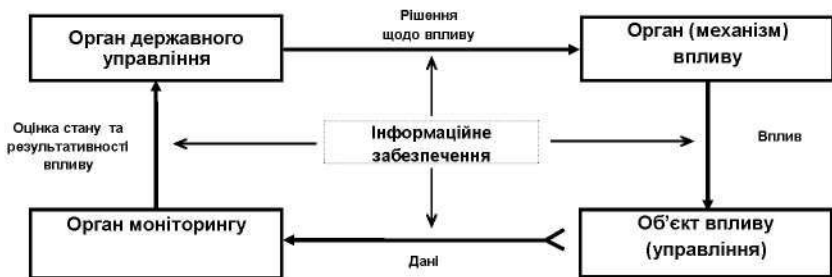 Орган державного
управління
Рішення
щодо впливу
Орган (механізм)
впливу
Оцінка стану та
результативності
впливу
Інформаційне
забезпечення
Вплив
Орган моніторингу
Дані
Об’єкт впливу
(управління)